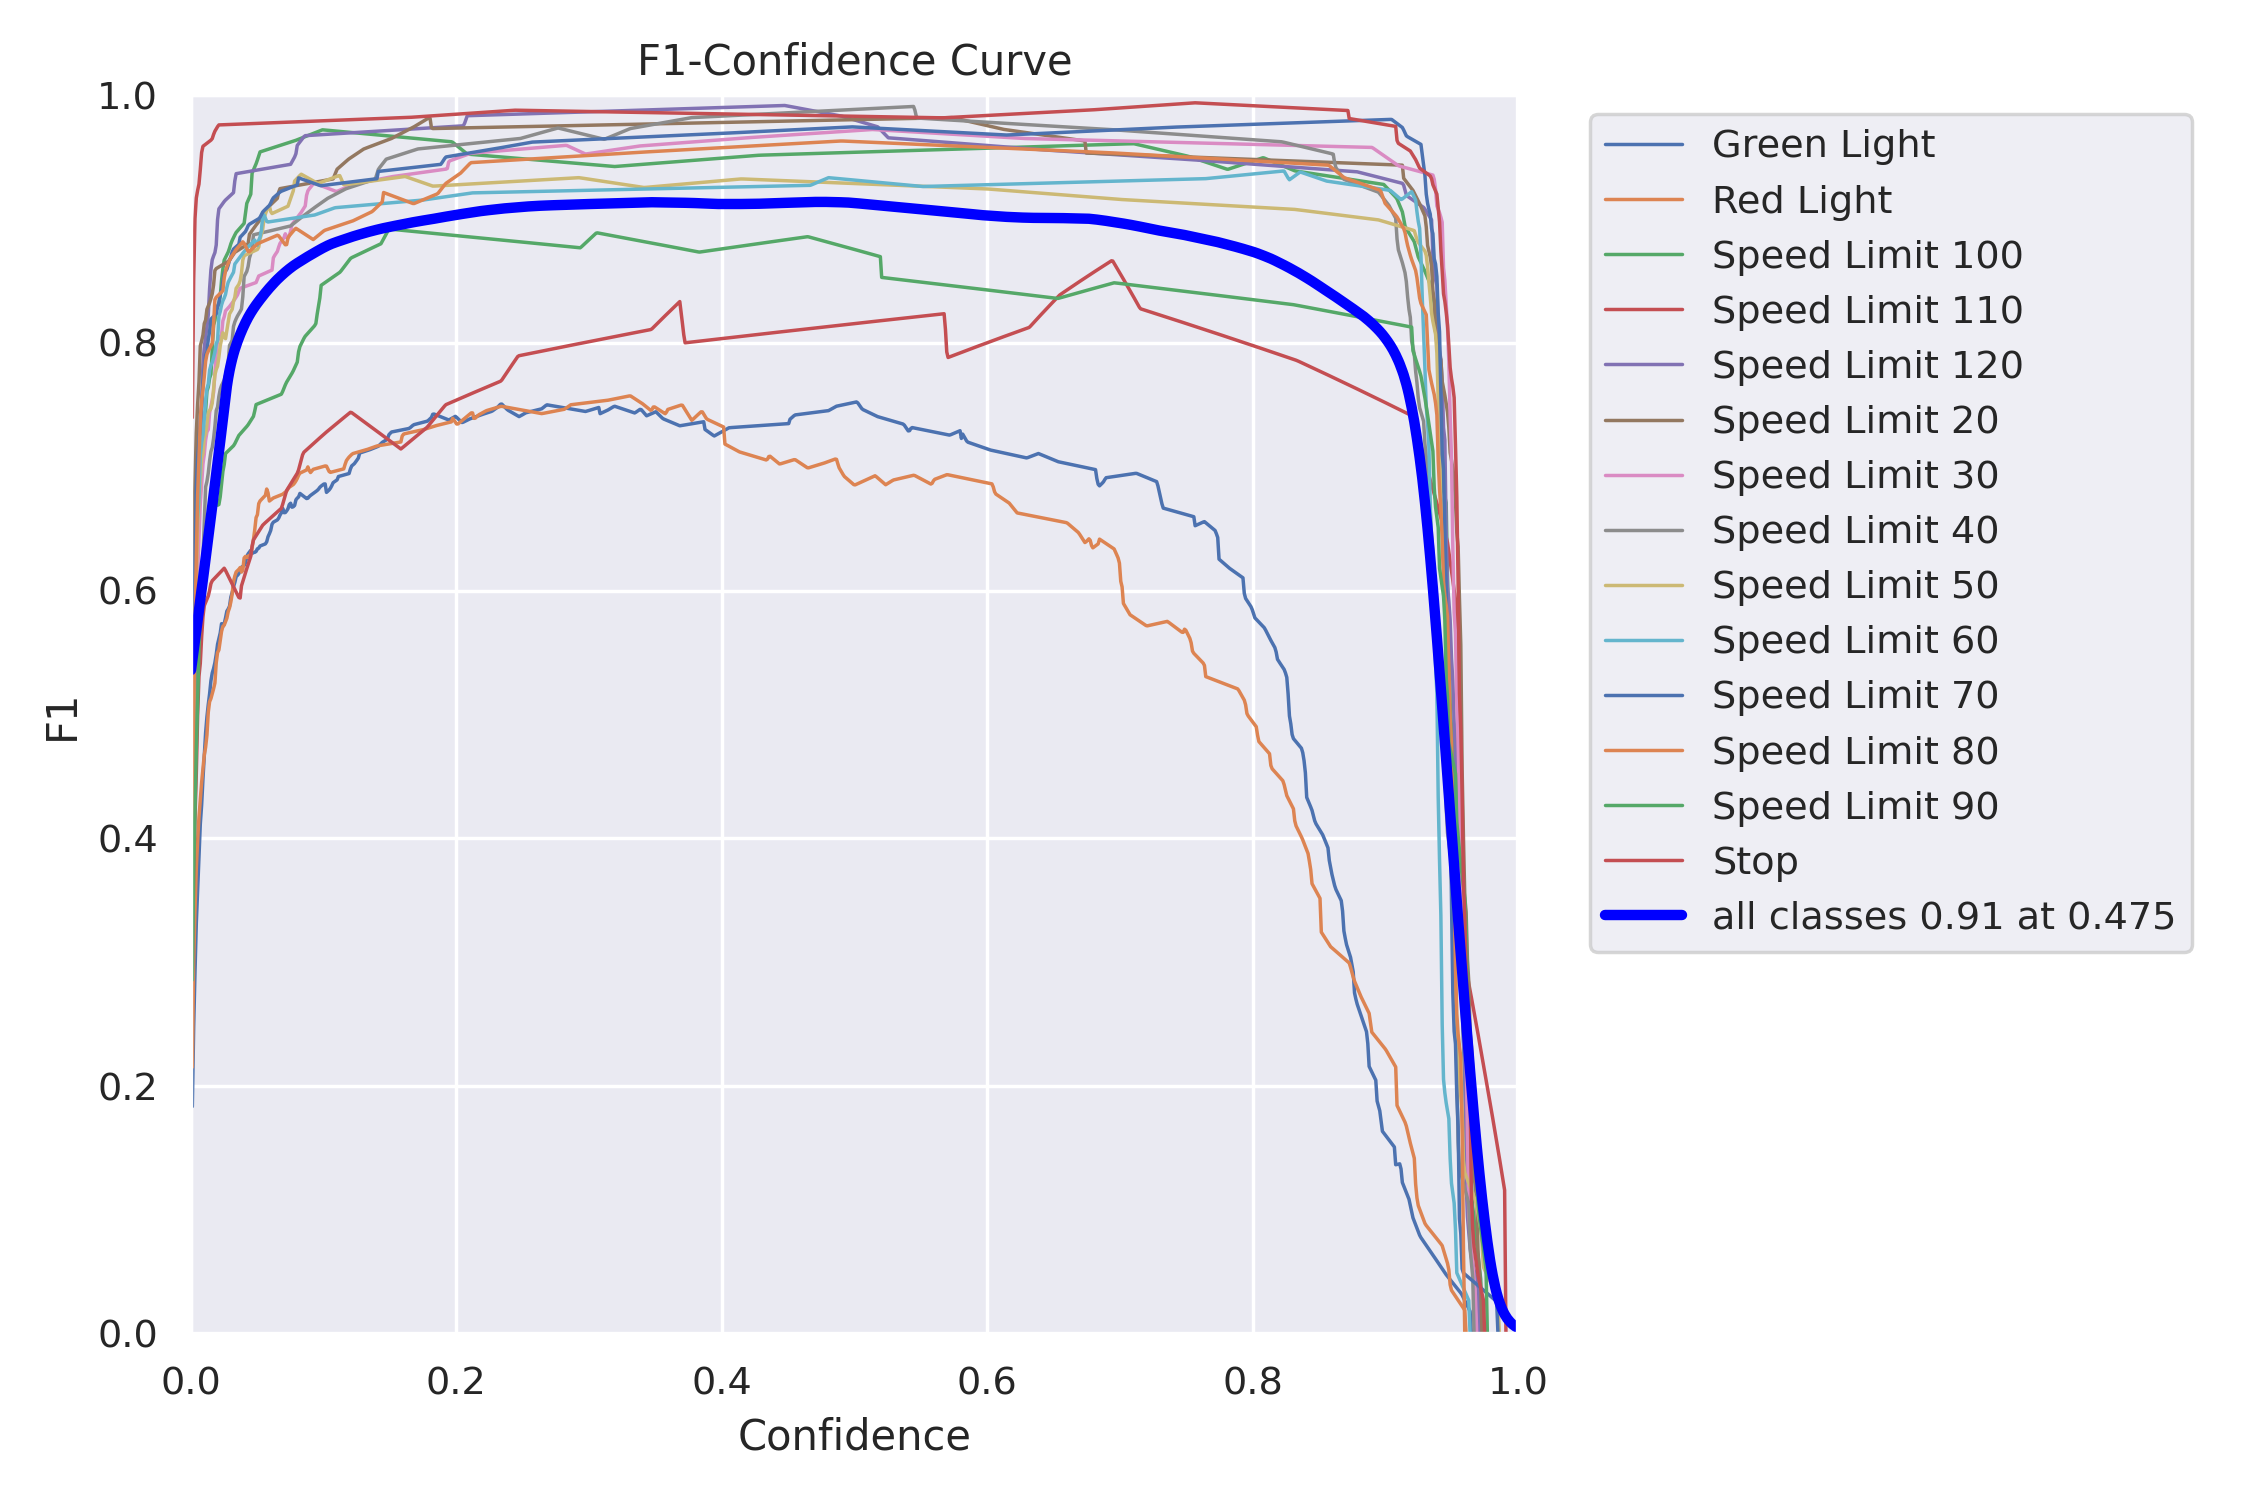 F1-Confidence Curve
1.0
0.8
0.6
0.4
0.2
0.0
F1
0.0 0.2 0.4 0.6 0.8 1.0
Confidence
Green Light
Red Light
Speed Limit 100
Speed Limit 110
Speed Limit 120
Speed Limit 20
Speed Limit 30
Speed Limit 40
Speed Limit 50
Speed Limit 60
Speed Limit 70
Speed Limit 80
Speed Limit 90
Stop
all classes 0.91 at 0.475